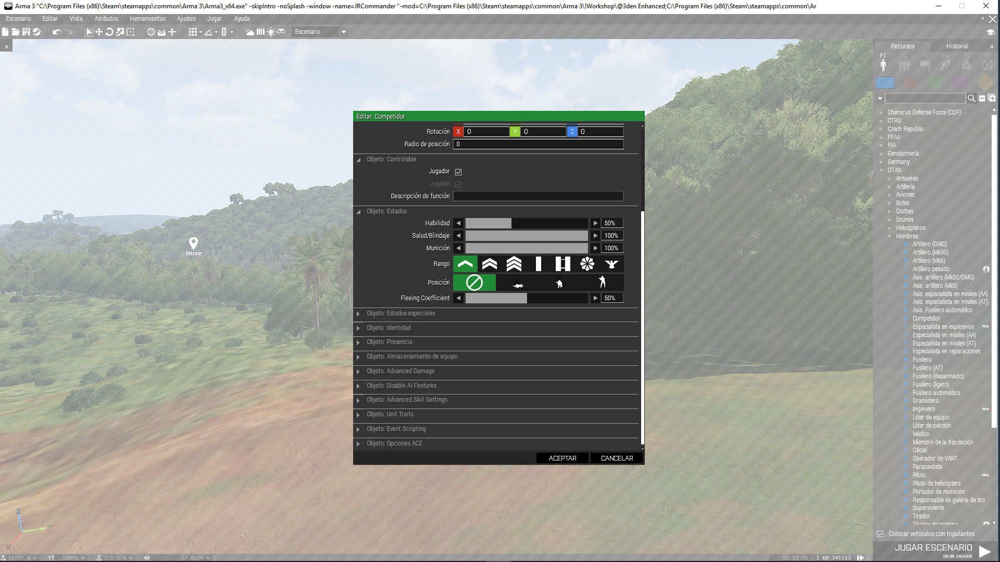 Arma 3 "C:\Program Files (x86)\Steam\steamapps\common\Arma 3\Arma3_x64.exe" -skipIntro -noSplash -window -name=JRCommander "-mod=C:\Program Files (x86)\Steam\steamapps\common\Arma 3\!Workshop\@3den Enhanced;C:\Program Files (x86)\Steam\steamapps\common\Ar
Escenario Editar Vista Atributos Herramientas Ajustes Jugar Ayuda
Escenario
Recursos Historial
F1 F2 F3 F4 F5 F6
Editar: Competidor
Rotación X 0 Y 0 Z 0
Radio de posición 0
Objeto: Controlable
Jugador
Jugable
Descripción de función
Objeto: Estados
Habilidad 50%
Salud/Blindaje 100%
Munición 100%
Rango
Posición
Fleeing Coefficient 50%
Objeto: Estados especiales
Objeto: Identidad
Objeto: Presencia
Objeto: Almacenamiento de equipo
Objeto: Advanced Damage
Objeto: Disable AI Features
Objeto: Advanced Skill Settings
Objeto: Unit Traits
Objeto: Event Scripting
Objeto: Opciones ACE
ACEPTAR CANCELAR
Imone
Chenarus Defense Force (CDF)
CTRG
Czech Republic
FFAA
FIA
Gendarmería
Germany
OTAN
Antiaéreo
Artillería
Aviones
Botes
Coches
Drones
Helicópteros
Hombres
Artillero (GMG)
Artillero (Mk30)
Artillero (Mk6)
Artillero pesado
Asis. artillero (Mk30/GMG)
Asis. artillero (Mk6)
Asis. especialista en misiles (AA)
Asis. especialista en misiles (AT)
Asis. Fusilero automático
Competidor
Especialista en explosivos
Especialista en misiles (AA)
Especialista en misiles (AT)
Especialista en reparaciones
Fusilero
Fusilero (AT)
Fusilero (desarmado)
Fusilero (ligero)
Fusilero automático
Granadero
Ingeniero
Líder de equipo
Líder de pelotón
Médico
Miembro de la tripulación
Oficial
Operador de VANT
Paracaidista
Piloto
Piloto de helicóptero
Portador de munición
Responsable de galería de tiro
Superviviente
Tirador
Tirador de primera
Colocar vehículos con tripulantes
JUGAR ESCENARIO
EN UN JUGADOR
Z
Y
X
X 11737.8 m Y 10895 m Z 271.524 m 27.8129 m 00:03:05 1.68.141112